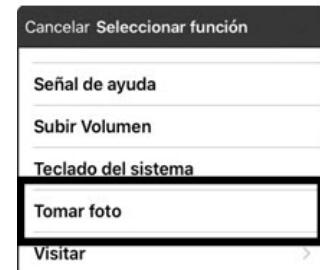 Cancelar Seleccionar función
Señal de ayuda
Subir Volumen
Teclado del sistema
Tomar foto
Visitar